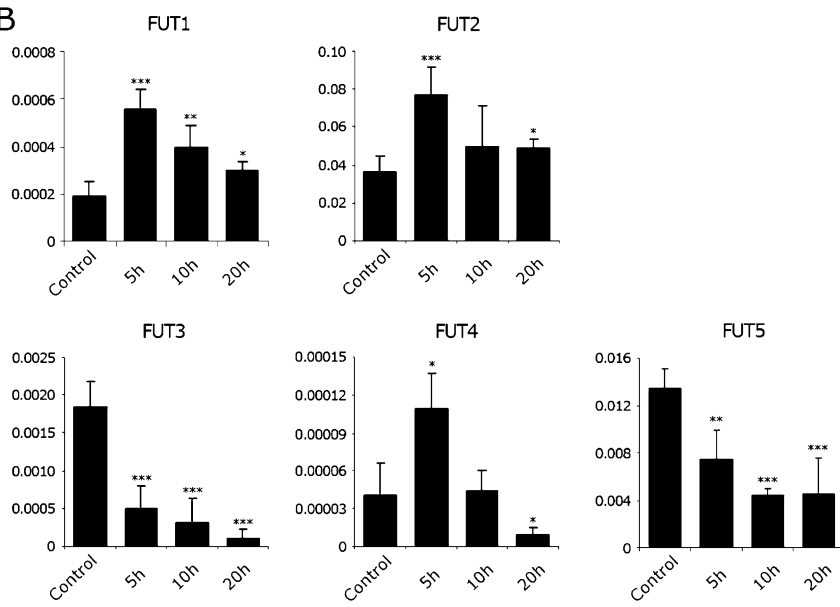 B
FUT1
0.0008
0.0006
0.0004
0.0002
0
***
**
*
Control
5h
10h
20h
FUT2
0.10
0.08
0.06
0.04
0.02
0
***
*
Control
5h
10h
20h
FUT3
0.0025
0.0020
0.0015
0.0010
0.0005
0
***
***
***
Control
5h
10h
20h
FUT4
0.00015
0.00012
0.00009
0.00006
0.00003
0
*
*
Control
5h
10h
20h
FUT5
0.016
0.012
0.008
0.004
0
**
***
***
Control
5h
10h
20h